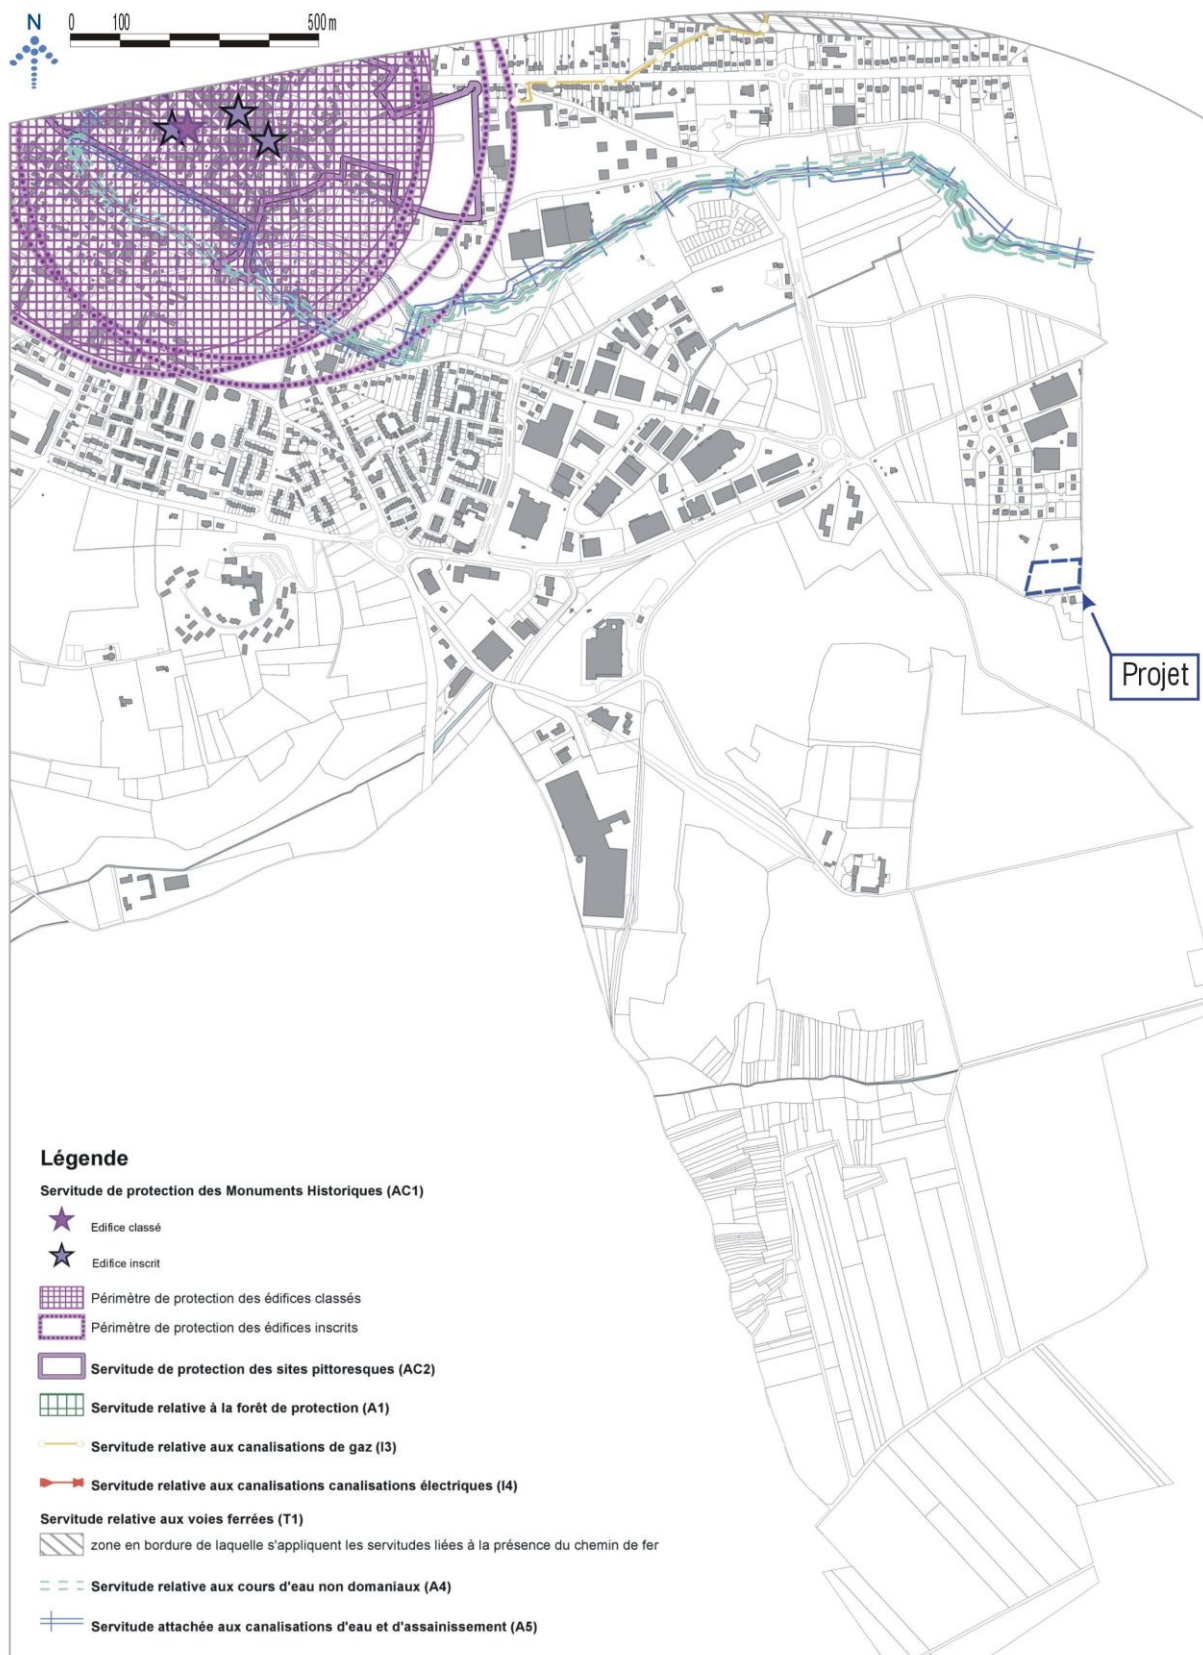 N
0 100 500 m
Projet
Légende
Servitude de protection des Monuments Historiques (AC1)
Edifice classé
Edifice inscrit
Périmètre de protection des édifices classés
Périmètre de protection des édifices inscrits
Servitude de protection des sites pittoresques (AC2)
Servitude relative à la forêt de protection (A1)
Servitude relative aux canalisations de gaz (I3)
Servitude relative aux canalisations canalisations électriques (I4)
Servitude relative aux voies ferrées (T1)
zone en bordure de laquelle s'appliquent les servitudes liées à la présence du chemin de fer
Servitude relative aux cours d'eau non domaniaux (A4)
Servitude attachée aux canalisations d'eau et d'assainissement (A5)